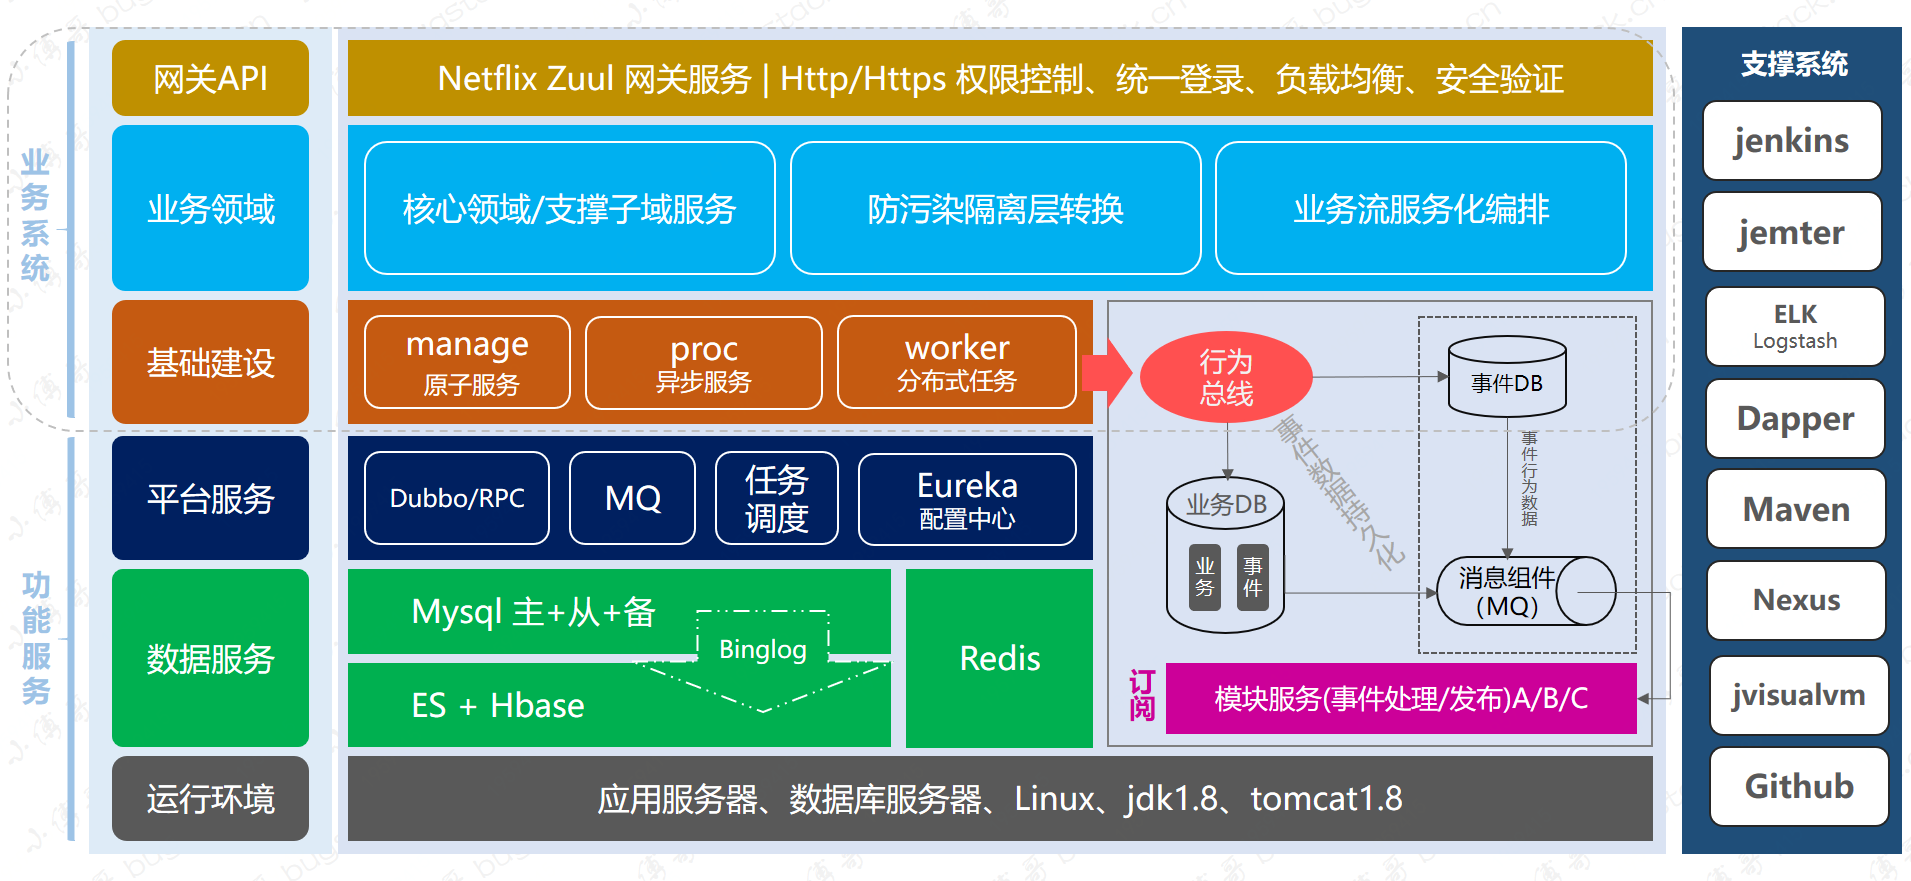 业务系统
网关API
Netflix Zuul 网关服务 | Http/Https 权限控制、统一登录、负载均衡、安全验证
业务领域
核心领域/支撑子域服务
防污染隔离层转换
业务流服务化编排
基础建设
manage
原子服务
proc
异步服务
worker
分布式任务
行为
总线
事件DB
事件数据持久化
事件行为数据
业务DB
业务
事件
消息组件
（MQ）
订阅
模块服务(事件处理/发布)A/B/C
功能服务
平台服务
Dubbo/RPC
MQ
任务
调度
Eureka
配置中心
数据服务
Mysql 主+从+备
Binglog
ES + Hbase
Redis
运行环境
应用服务器、数据库服务器、Linux、jdk1.8、tomcat1.8
支撑系统
jenkins
jemter
ELK
Logstash
Dapper
Maven
Nexus
jvisualvm
Github